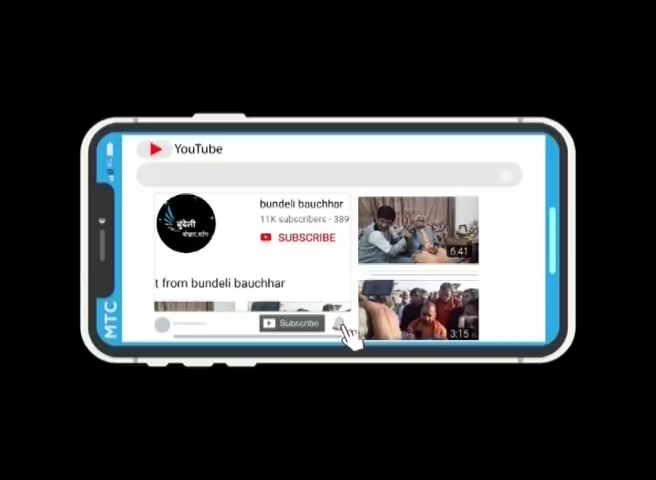 YouTube
bundeli bauchhar
11K subscribers · 389
SUBSCRIBE
बुंदेली
बौछार.कॉम
6:41
t from bundeli bauchhar
Subscribe
3:15
MTC